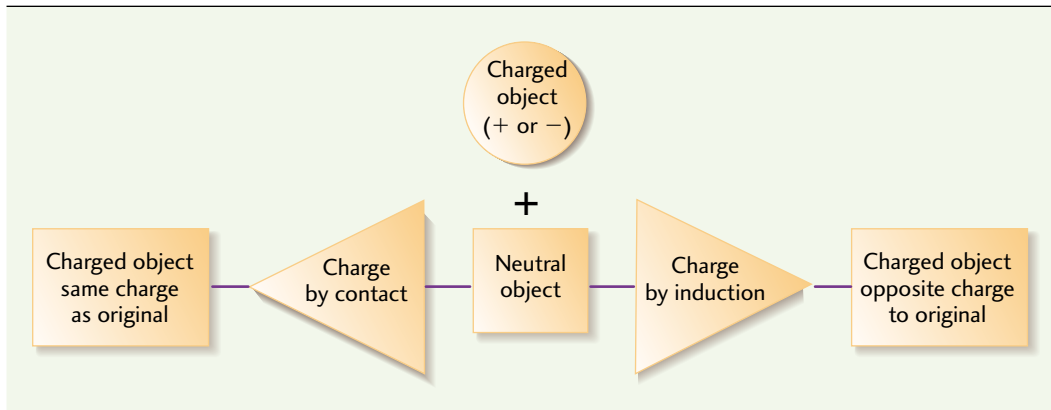 Charged
object
(+ or −)
+
Charged object
same charge
as original
Charge
by contact
Neutral
object
Charge
by induction
Charged object
opposite charge
to original